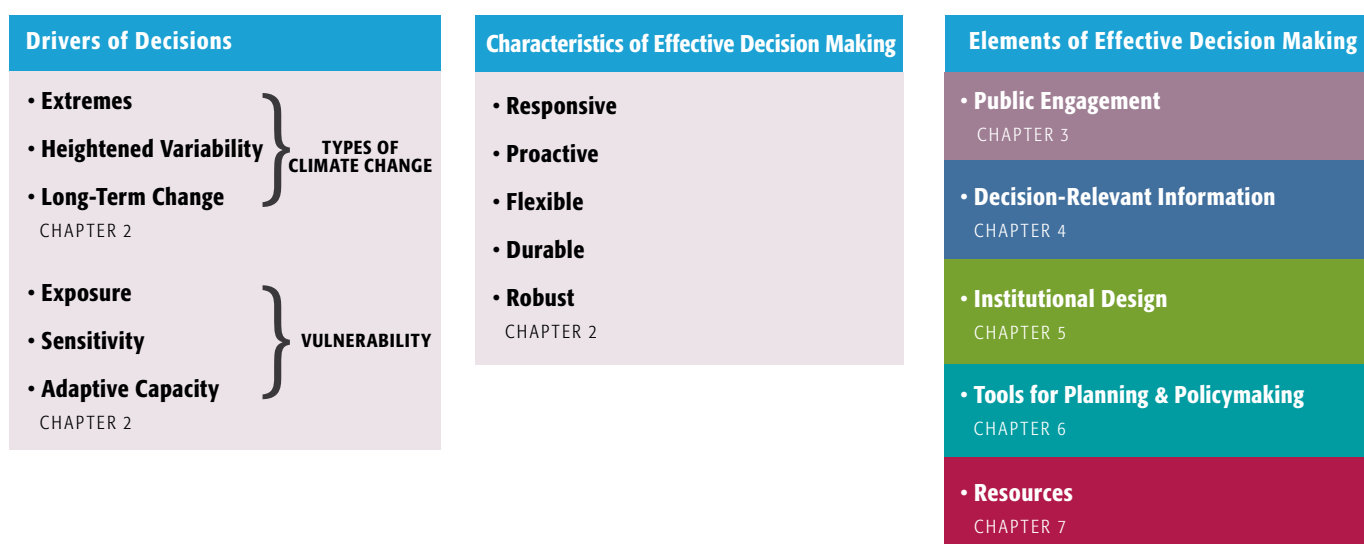 Drivers of Decisions
• Extremes
• Heightened Variability
• Long-Term Change
CHAPTER 2
TYPES OF
CLIMATE CHANGE
• Exposure
• Sensitivity
• Adaptive Capacity
CHAPTER 2
VULNERABILITY
Characteristics of Effective Decision Making
• Responsive
• Proactive
• Flexible
• Durable
• Robust
CHAPTER 2
Elements of Effective Decision Making
• Public Engagement
CHAPTER 3
• Decision-Relevant Information
CHAPTER 4
• Institutional Design
CHAPTER 5
• Tools for Planning & Policymaking
CHAPTER 6
• Resources
CHAPTER 7